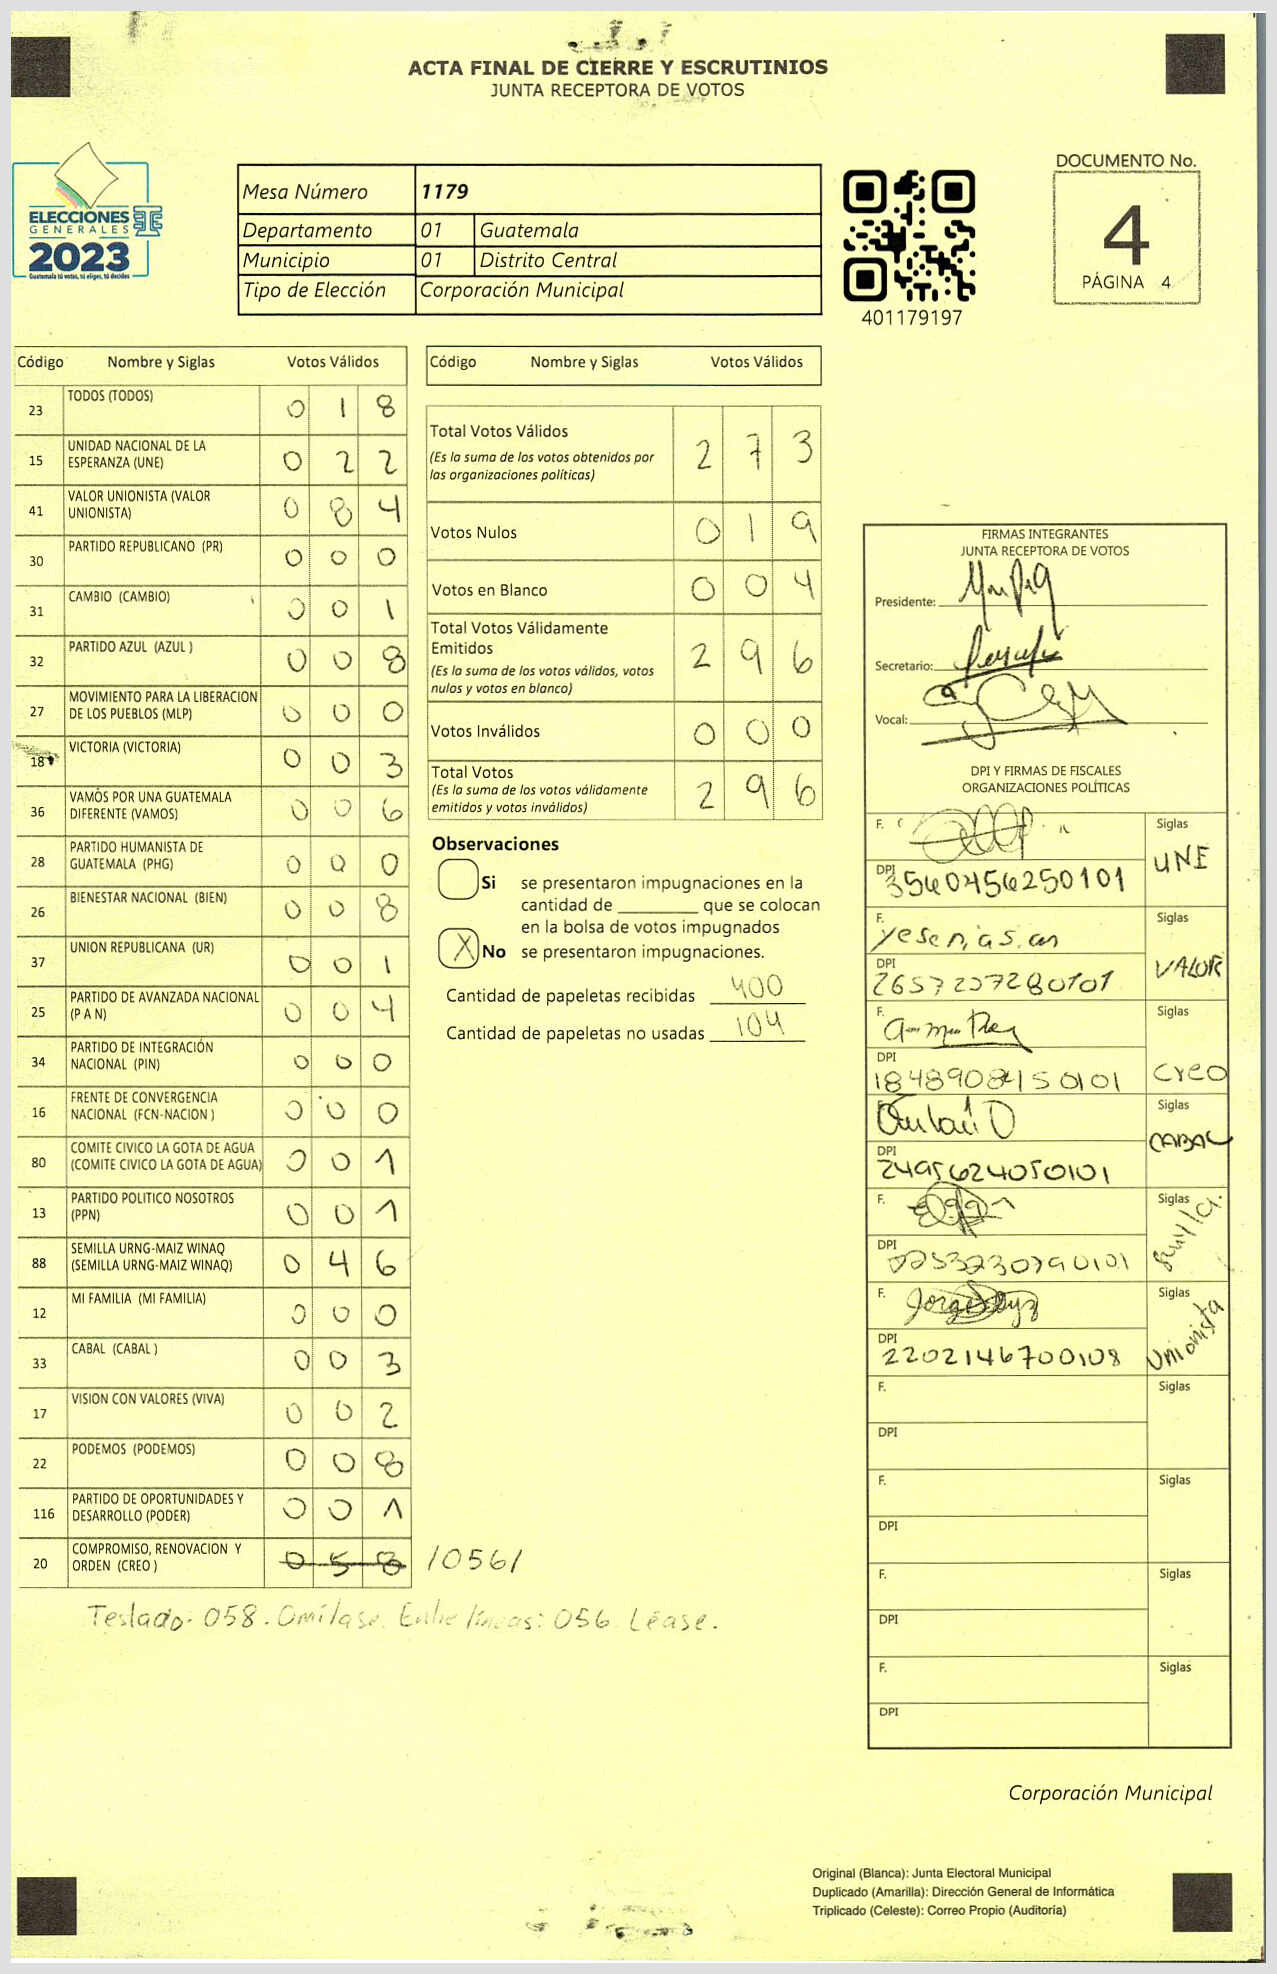 ACTA FINAL DE CIERRE Y ESCRUTINIOS
JUNTA RECEPTORA DE VOTOS
ELECCIONES
GENERALES
2023
Guatemala tú votas, tú eliges, tú decides
Mesa Número 1179
Departamento 01 Guatemala
Municipio 01 Distrito Central
Tipo de Elección Corporación Municipal
401179197
DOCUMENTO No.
4
PÁGINA 4
Código Nombre y Siglas Votos Válidos
23 TODOS (TODOS) 0 1 8
15 UNIDAD NACIONAL DE LA
ESPERANZA (UNE) 0 2 2
41 VALOR UNIONISTA (VALOR
UNIONISTA) 0 8 4
30 PARTIDO REPUBLICANO (PR) 0 0 0
31 CAMBIO (CAMBIO) 0 0 1
32 PARTIDO AZUL (AZUL ) 0 0 8
27 MOVIMIENTO PARA LA LIBERACION
DE LOS PUEBLOS (MLP) 0 0 0
18 VICTORIA (VICTORIA) 0 0 3
36 VAMOS POR UNA GUATEMALA
DIFERENTE (VAMOS) 0 0 6
28 PARTIDO HUMANISTA DE
GUATEMALA (PHG) 0 0 0
26 BIENESTAR NACIONAL (BIEN) 0 0 8
37 UNION REPUBLICANA (UR) 0 0 1
25 PARTIDO DE AVANZADA NACIONAL
(P A N) 0 0 4
34 PARTIDO DE INTEGRACIÓN
NACIONAL (PIN) 0 0 0
16 FRENTE DE CONVERGENCIA
NACIONAL (FCN-NACION ) 0 0 0
80 COMITE CIVICO LA GOTA DE AGUA
(COMITE CIVICO LA GOTA DE AGUA) 0 0 1
13 PARTIDO POLITICO NOSOTROS
(PPN) 0 0 1
88 SEMILLA URNG-MAIZ WINAQ
(SEMILLA URNG-MAIZ WINAQ) 0 4 6
12 MI FAMILIA (MI FAMILIA) 0 0 0
33 CABAL (CABAL ) 0 0 3
17 VISION CON VALORES (VIVA) 0 0 2
22 PODEMOS (PODEMOS) 0 0 8
116 PARTIDO DE OPORTUNIDADES Y
DESARROLLO (PODER) 0 0 1
20 COMPROMISO, RENOVACION Y
ORDEN (CREO ) 0 5 8 /056/
Testado: 058. Omítase. Entre líneas: 056. Léase.
Código Nombre y Siglas Votos Válidos
Total Votos Válidos 2 7 3
(Es la suma de los votos obtenidos por
las organizaciones políticas)
Votos Nulos 0 1 9
Votos en Blanco 0 0 4
Total Votos Válidamente
Emitidos 2 9 6
(Es la suma de los votos válidos, votos
nulos y votos en blanco)
Votos Inválidos 0 0 0
Total Votos 2 9 6
(Es la suma de los votos válidamente
emitidos y votos inválidos)
Observaciones
Si se presentaron impugnaciones en la
cantidad de ________ que se colocan
en la bolsa de votos impugnados
X No se presentaron impugnaciones.
Cantidad de papeletas recibidas 400
Cantidad de papeletas no usadas 104
FIRMAS INTEGRANTES
JUNTA RECEPTORA DE VOTOS
Presidente:
Secretario:
Vocal:
DPI Y FIRMAS DE FISCALES
ORGANIZACIONES POLÍTICAS
F. Siglas
DPI 3560456250101 UNE
F. Siglas
DPI 2657237280101 VALOR
F. Siglas
DPI 1848908450101 Creo
F. Siglas
DPI 2495624050101 CABAL
F. Siglas
DPI
F. Siglas
DPI 2202146700108 Unionista
F. Siglas
DPI
F. Siglas
DPI
F. Siglas
DPI
F. Siglas
DPI
Corporación Municipal
Original (Blanca): Junta Electoral Municipal
Duplicado (Amarilla): Dirección General de Informática
Triplicado (Celeste): Correo Propio (Auditoría)